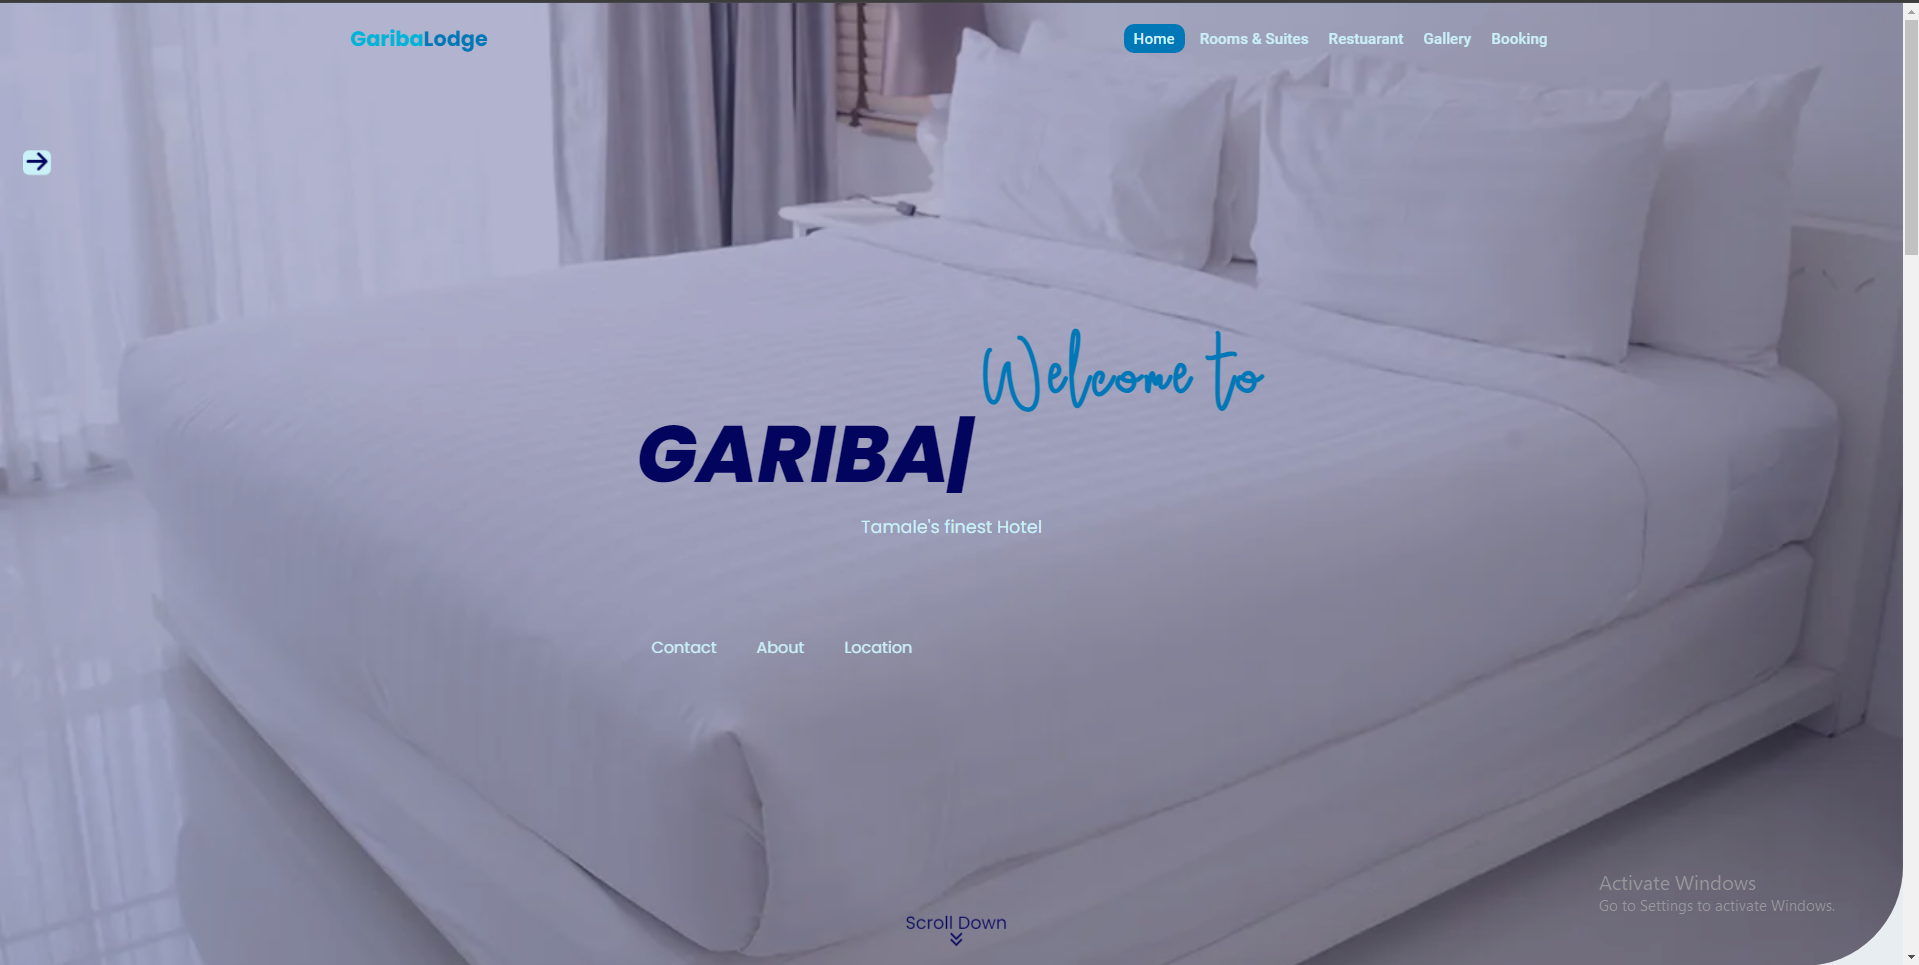 GaribaLodge
Home Rooms & Suites Restuarant Gallery Booking
Welcome to
GARIBA|
Tamale's finest Hotel
Contact About Location
Scroll Down
Activate Windows
Go to Settings to activate Windows.